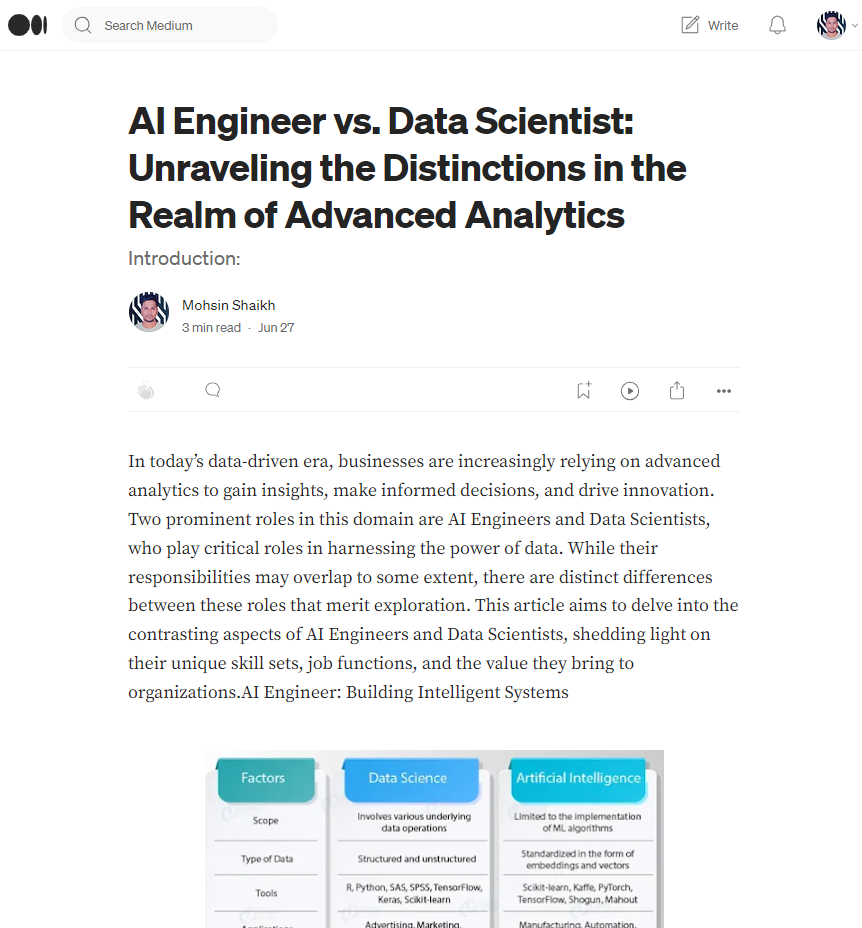 Search Medium
Write
AI Engineer vs. Data Scientist:
Unraveling the Distinctions in the
Realm of Advanced Analytics
Introduction:
Mohsin Shaikh
3 min read · Jun 27
In today’s data-driven era, businesses are increasingly relying on advanced
analytics to gain insights, make informed decisions, and drive innovation.
Two prominent roles in this domain are AI Engineers and Data Scientists,
who play critical roles in harnessing the power of data. While their
responsibilities may overlap to some extent, there are distinct differences
between these roles that merit exploration. This article aims to delve into the
contrasting aspects of AI Engineers and Data Scientists, shedding light on
their unique skill sets, job functions, and the value they bring to
organizations.AI Engineer: Building Intelligent Systems
Factors
Data Science
Artificial Intelligence
Scope
Involves various underlying
data operations
Limited to the implementation
of ML algorithms
Type of Data
Structured and unstructured
Standardized in the form of
embeddings and vectors
Tools
R, Python, SAS, SPSS, TensorFlow,
Keras, Scikit-learn
Scikit-learn, Kaffe, PyTorch,
TensorFlow, Shogun, Mahout
Applications
Advertising, Marketing,
Manufacturing, Automation,